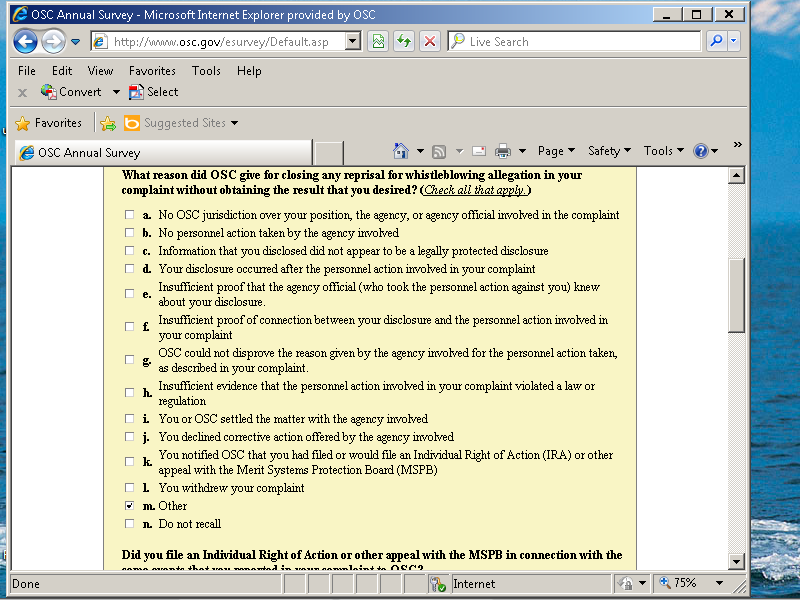 OSC Annual Survey - Microsoft Internet Explorer provided by OSC
http://www.osc.gov/esurvey/Default.asp
Live Search
File Edit View Favorites Tools Help
x Convert Select
Favorites Suggested Sites
OSC Annual Survey Page Safety Tools »
What reason did OSC give for closing any reprisal for whistleblowing allegation in your
complaint without obtaining the result that you desired? (Check all that apply.)
a. No OSC jurisdiction over your position, the agency, or agency official involved in the complaint
b. No personnel action taken by the agency involved
c. Information that you disclosed did not appear to be a legally protected disclosure
d. Your disclosure occurred after the personnel action involved in your complaint
e. Insufficient proof that the agency official (who took the personnel action against you) knew
about your disclosure.
f. Insufficient proof of connection between your disclosure and the personnel action involved in
your complaint
g. OSC could not disprove the reason given by the agency involved for the personnel action taken,
as described in your complaint.
h. Insufficient evidence that the personnel action involved in your complaint violated a law or
regulation
i. You or OSC settled the matter with the agency involved
j. You declined corrective action offered by the agency involved
k. You notified OSC that you had filed or would file an Individual Right of Action (IRA) or other
appeal with the Merit Systems Protection Board (MSPB)
l. You withdrew your complaint
m. Other
n. Do not recall
Did you file an Individual Right of Action or other appeal with the MSPB in connection with the
same events that you reported in your complaint to OSC?
Done Internet 75%